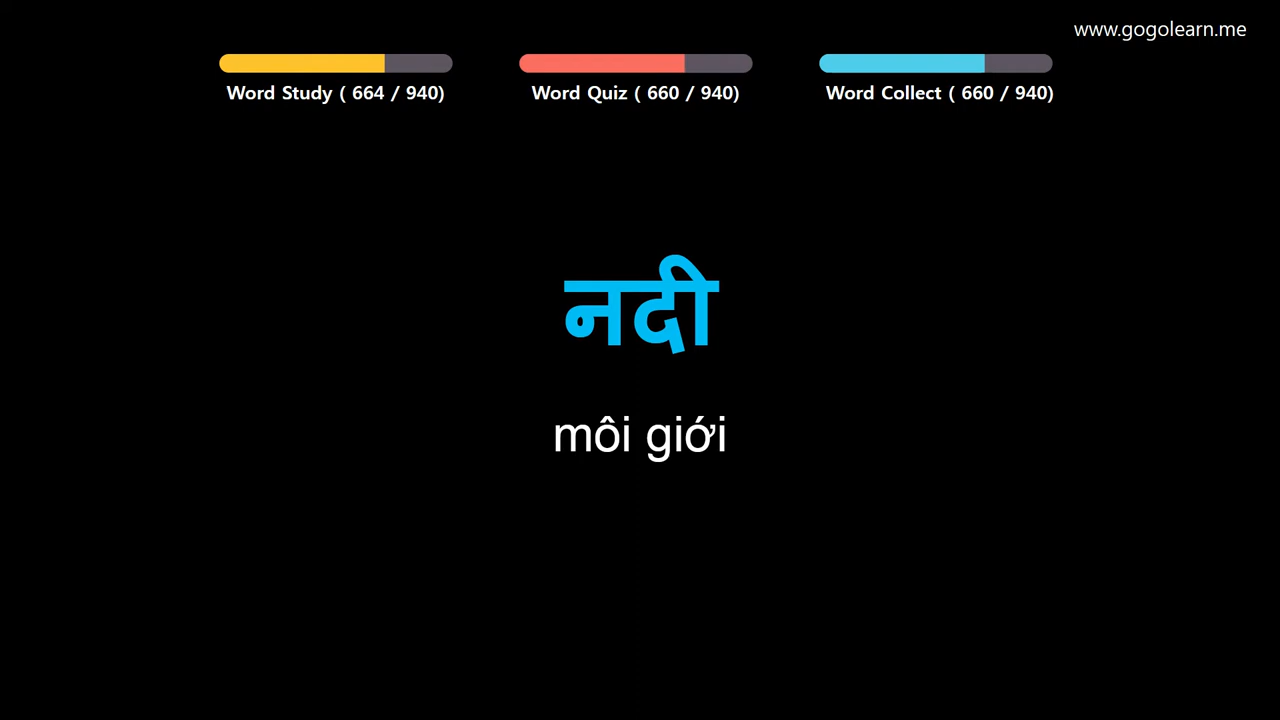 www.gogolearn.me
Word Study ( 664 / 940)
Word Quiz ( 660 / 940)
Word Collect ( 660 / 940)
नदी
môi giới